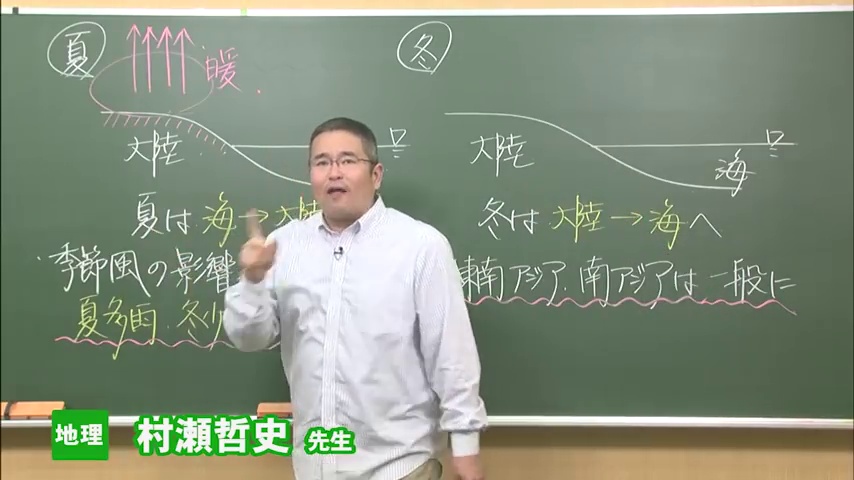 夏 冬
暖
大陸 大陸 海
夏は 海→大陸 冬は 大陸→海へ
季節風の影響 東南アジア.南アジアは一般に
夏多雨.冬少
地理 村瀬哲史 先生